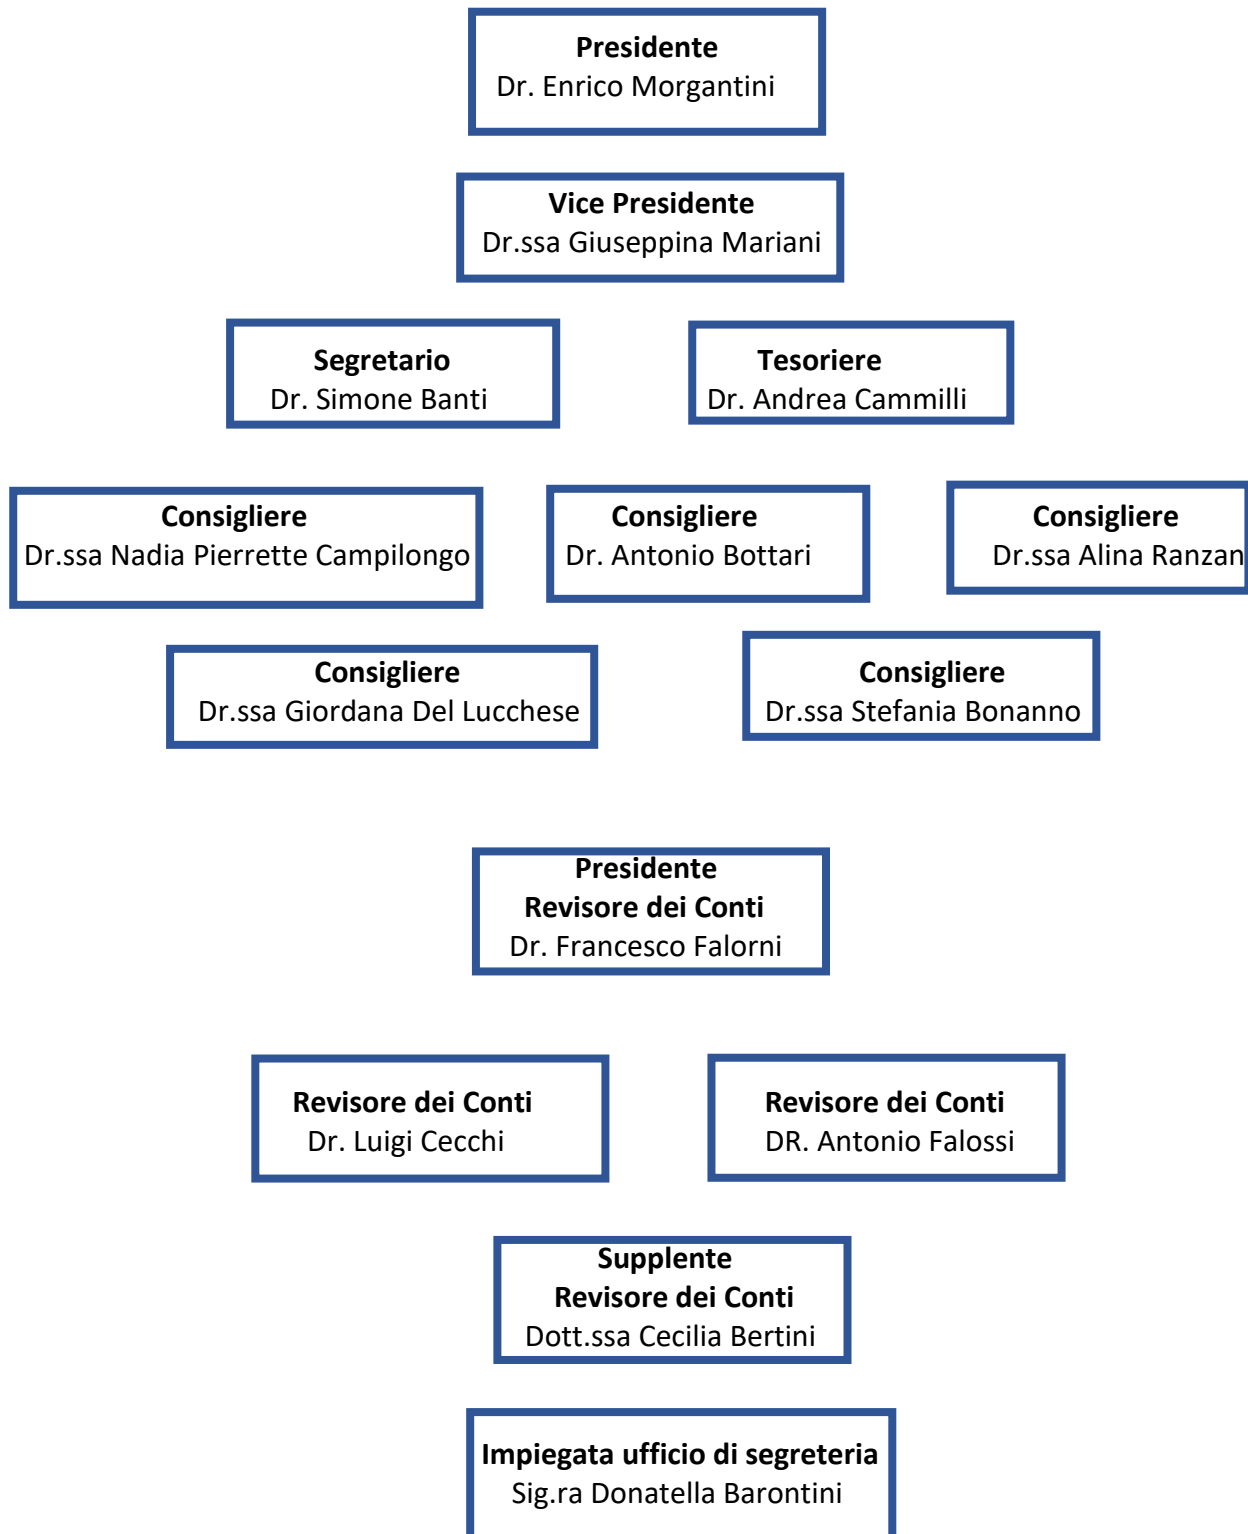 Presidente
Dr. Enrico Morgantini
Vice Presidente
Dr.ssa Giuseppina Mariani
Segretario
Dr. Simone Banti
Tesoriere
Dr. Andrea Cammilli
Consigliere
Dr.ssa Nadia Pierrette Campilongo
Consigliere
Dr. Antonio Bottari
Consigliere
Dr.ssa Alina Ranzan
Consigliere
Dr.ssa Giordana Del Lucchese
Consigliere
Dr.ssa Stefania Bonanno
Presidente
Revisore dei Conti
Dr. Francesco Falorni
Revisore dei Conti
Dr. Luigi Cecchi
Revisore dei Conti
DR. Antonio Falossi
Supplente
Revisore dei Conti
Dott.ssa Cecilia Bertini
Impiegata ufficio di segreteria
Sig.ra Donatella Barontini